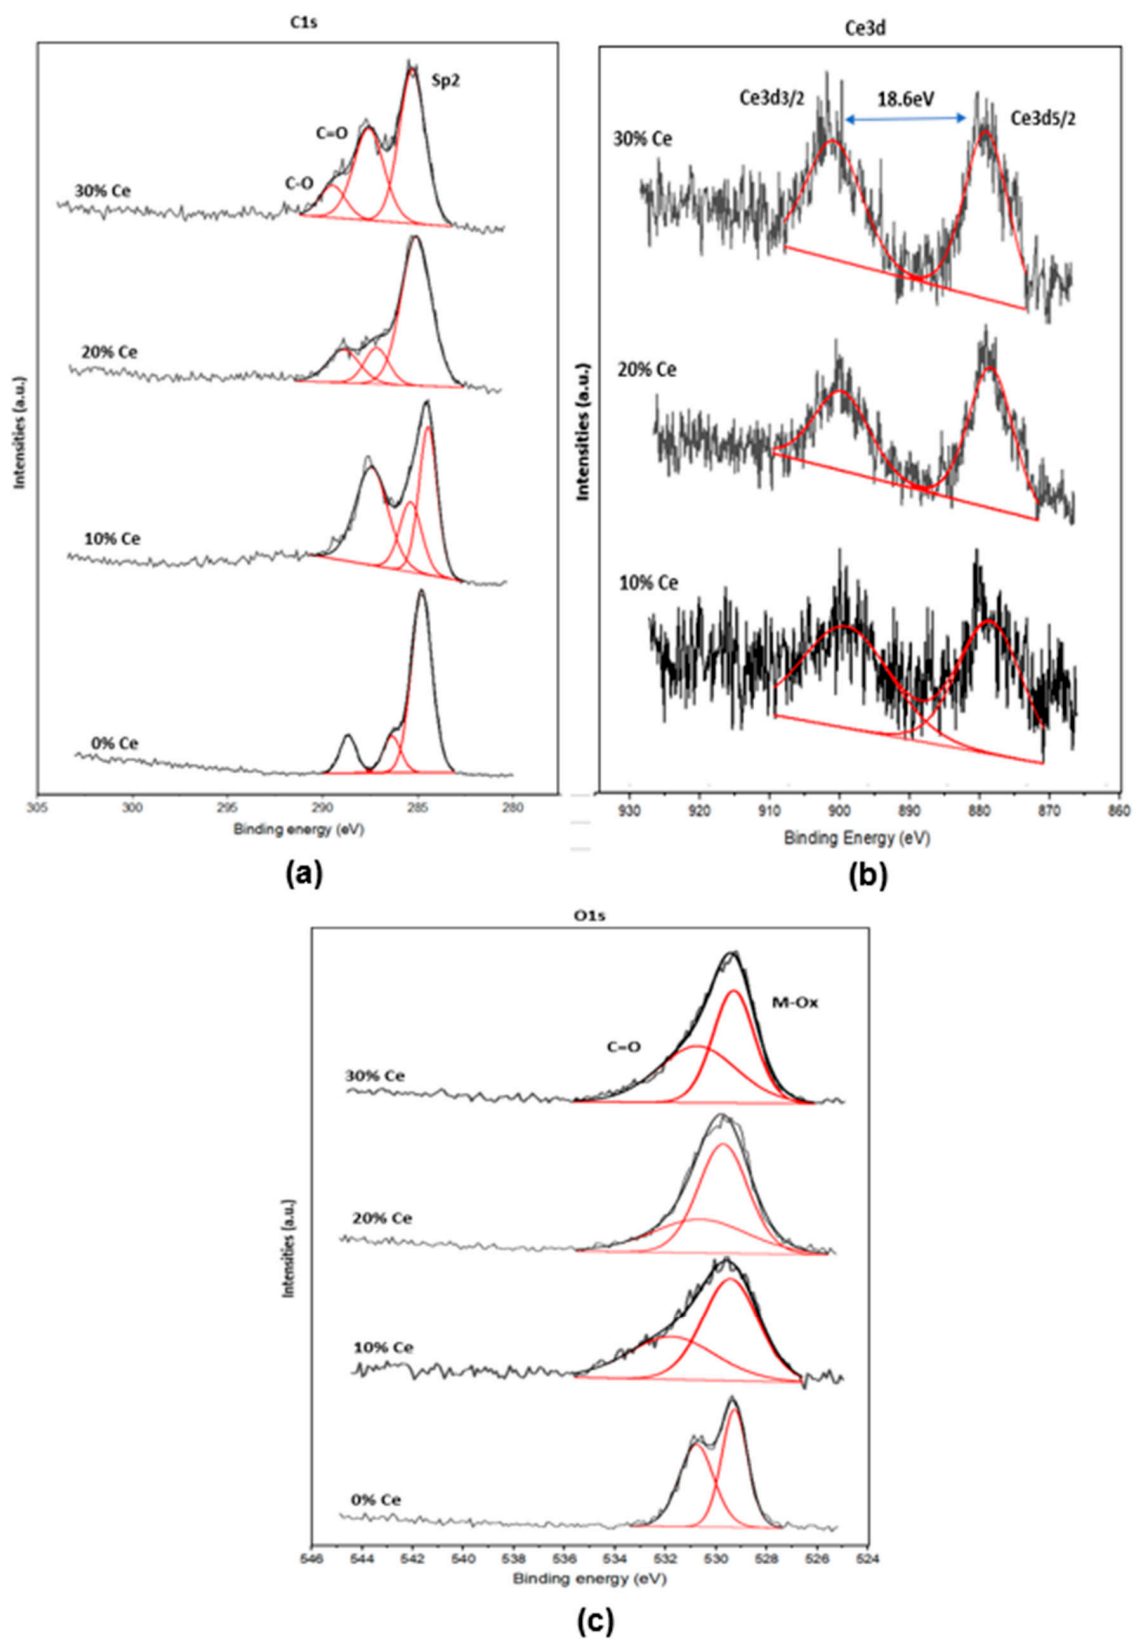 C1s
Sp2
C=O
C-O
30% Ce
20% Ce
10% Ce
0% Ce
Intensities (a.u.)
305 300 295 290 285 280
Binding energy (eV)
(a)
Ce3d
Ce3d3/2
18.6eV
Ce3d5/2
30% Ce
20% Ce
10% Ce
Intensities (a.u.)
930 920 910 900 890 880 870 860
Binding Energy (eV)
(b)
O1s
M-Ox
C=O
30% Ce
20% Ce
10% Ce
0% Ce
Intensities (a.u.)
546 544 542 540 538 536 534 532 530 528 526 524
Binding energy (eV)
(c)